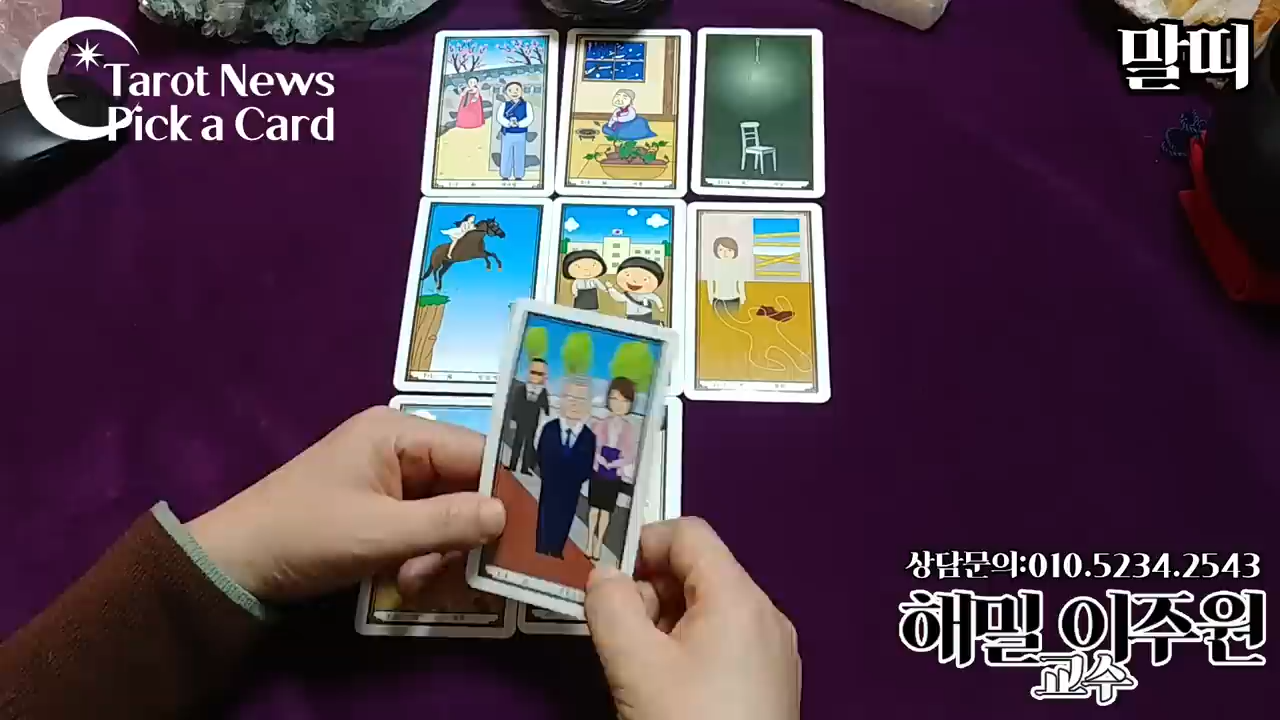 Tarot News
Pick a Card
말띠
상담문의:010.5234.2543
해밀 이주원
교수